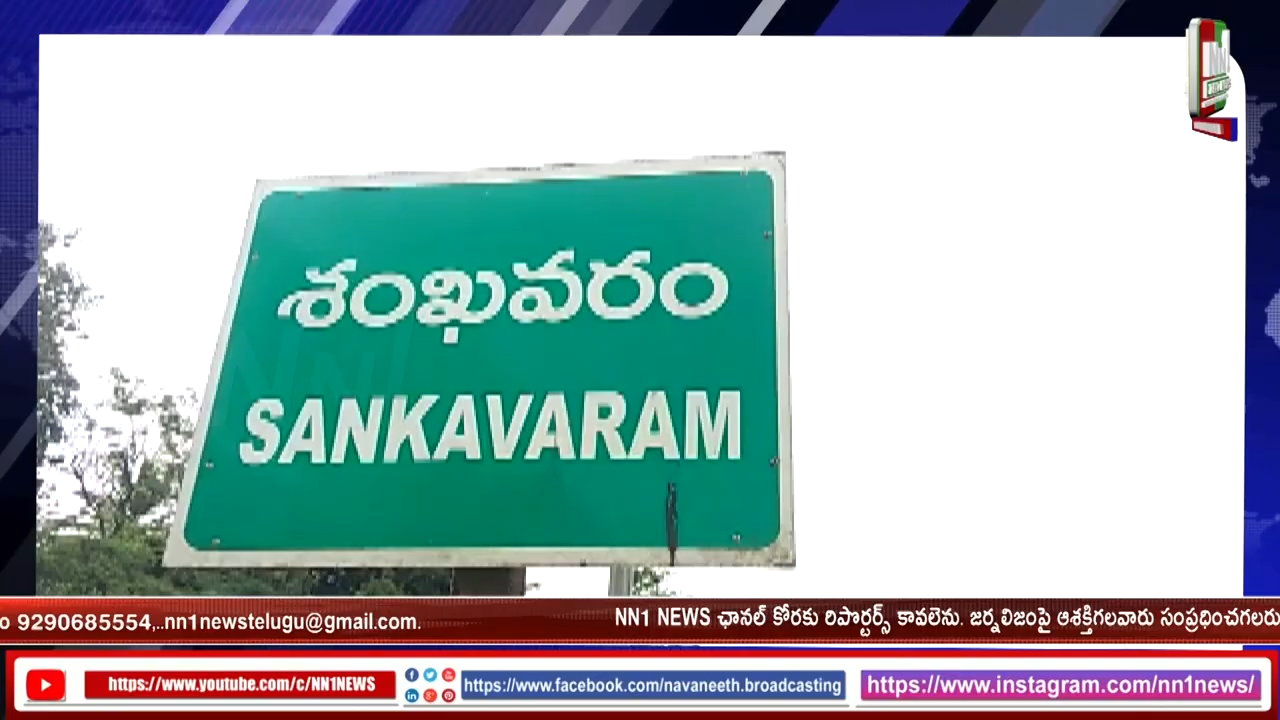 శంఖవరం
SANKAVARAM
9290685554,..nn1newstelugu@gmail.com.
NN1 NEWS ఛానల్ కోరకు రిపొర్టర్స్ కావలెను. జర్నలిజంపై ఆశక్తిగలవారు సంప్రధించగలరు
https://www.youtube.com/c/NN1NEWS
https://www.facebook.com/navaneeth.broadcasting
https://www.instagram.com/nn1news/